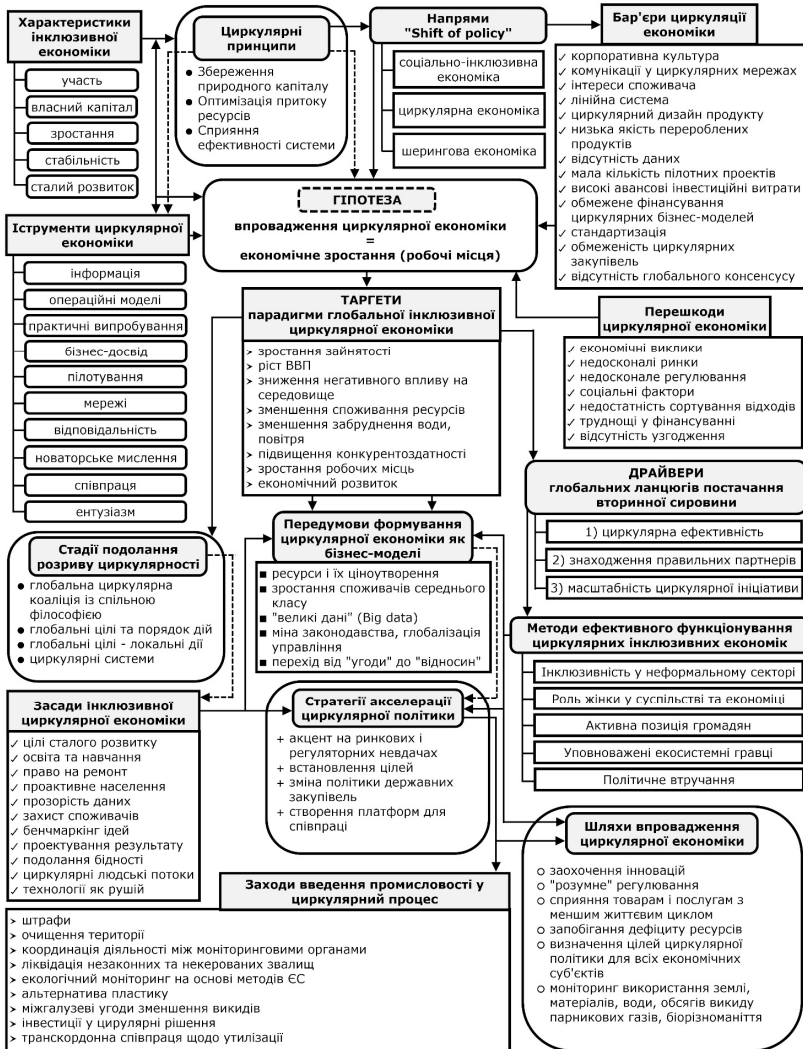 Характеристики
інклюзивної
економіки
участь
власний капітал
зростання
стабільність
сталий розвиток
Циркулярні
принципи
● Збереження
природного капіталу
● Оптимізація притоку
ресурсів
● Сприяння
ефективності системи
Напрями
"Shift of policy"
соціально-інклюзивна
економіка
циркулярна економіка
шерингова економіка
Бар'єри циркуляції
економіки
✓ корпоративна культура
✓ комунікації у циркулярних мережах
✓ інтереси споживача
✓ лінійна система
✓ циркулярний дизайн продукту
✓ низька якість перероблених
продуктів
✓ відсутність даних
✓ мала кількість пілотних проектів
✓ високі авансові інвестиційні витрати
✓ обмежене фінансування
циркулярних бізнес-моделей
✓ стандартизація
✓ обмеженість циркулярних
закупівель
✓ відсутність глобального консенсусу
ГІПОТЕЗА
впровадження циркулярної економіки
=
економічне зростання (робочі місця)
Іструменти циркулярної
економіки
інформація
операційні моделі
практичні випробування
бізнес-досвід
пілотування
мережі
відповідальність
новаторське мислення
співпраця
ентузіазм
ТАРГЕТИ
парадигми глобальної інклюзивної
циркулярної економіки
➢ зростання зайнятості
➢ ріст ВВП
➢ зниження негативного впливу на
середовище
➢ зменшення споживання ресурсів
➢ зменшення забруднення води,
повітря
➢ підвищення конкурентоздатності
➢ зростання робочих місць
➢ економічний розвиток
Перешкоди
циркулярної економіки
✓ економічні виклики
✓ недосконалі ринки
✓ недосконале регулювання
✓ соціальні фактори
✓ недостатність сортування відходів
✓ труднощі у фінансуванні
✓ відсутність узгодження
ДРАЙВЕРИ
глобальних ланцюгів постачання
вторинної сировини
1) циркулярна ефективність
2) знаходження правильних партнерів
3) масштабність циркулярної ініціативи
Стадії подолання
розриву циркулярності
● глобальна циркулярна
коаліція із спільною
філософією
● глобальні цілі та порядок дій
● глобальні цілі - локальні дії
● циркулярні системи
Передумови формування
циркулярної економіки як
бізнес-моделі
■ ресурси і їх ціноутворення
■ зростання споживачів середнього
класу
■ "великі дані" (Big data)
■ міна законодавства, глобалізація
управління
■ перехід від "угоди" до "відносин"
Методи ефективного функціонування
циркулярних інклюзивних економік
Інклюзивність у неформальному секторі
Роль жінки у суспільстві та економіці
Активна позиція громадян
Уповноважені екосистемні гравці
Політичне втручання
Засади інклюзивної
циркулярної економіки
✓ цілі сталого розвитку
✓ освіта та навчання
✓ право на ремонт
✓ проактивне населення
✓ прозорість даних
✓ захист споживачів
✓ бенчмаркінг ідей
✓ проектування результату
✓ подолання бідності
✓ циркулярні людські потоки
✓ технології як рушій
Стратегії акселерації
циркулярної політики
+ акцент на ринкових і
регуляторних невдачах
+ встановлення цілей
+ зміна політики державних
закупівель
+ створення платформ для
співпраці
Шляхи впровадження
циркулярної економіки
○ заохочення інновацій
○ "розумне" регулювання
○ сприяння товарам і послугам з
меншим життєвим циклом
○ запобігання дефіциту ресурсів
○ визначення цілей циркулярної
політики для всіх економічних
суб'єктів
○ моніторинг використання землі,
матеріалів, води, обсягів викиду
парникових газів, біорізноманіття
Заходи введення промисловості у
циркулярний процес
➢ штрафи
➢ очищення території
➢ координація діяльності між моніторинговими органами
➢ ліквідація незаконних та некерованих звалищ
➢ екологічний моніторинг на основі методів ЄС
➢ альтернатива пластику
➢ міжгалузеві угоди зменшення викидів
➢ інвестиції у цирулярні рішення
➢ транскордонна співпраця щодо утилізації